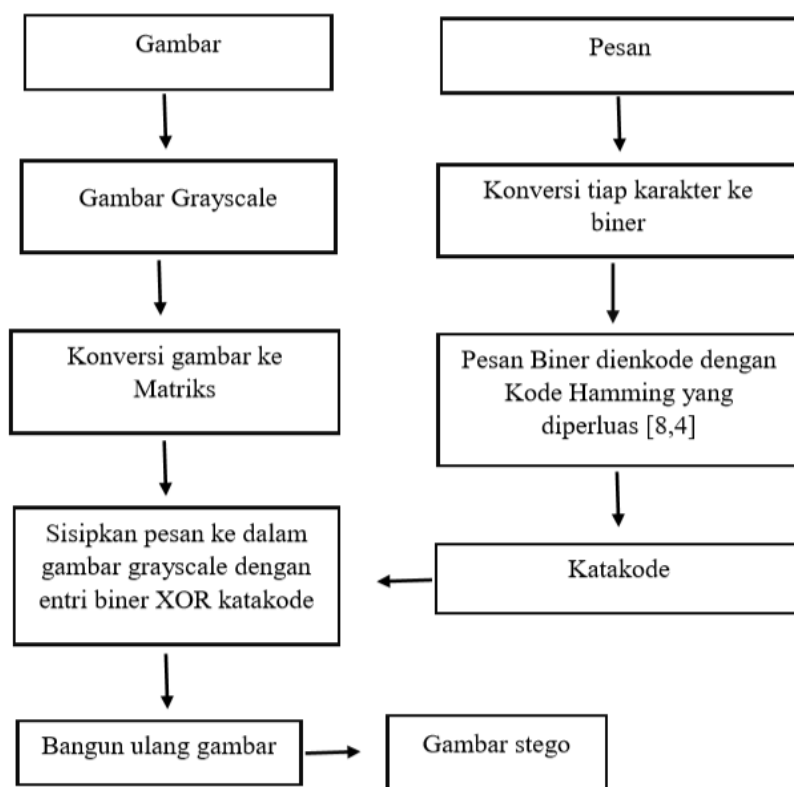 Gambar
Gambar Grayscale
Konversi gambar ke
Matriks
Sisipkan pesan ke dalam
gambar grayscale dengan
entri biner XOR katakode
Bangun ulang gambar
Pesan
Konversi tiap karakter ke
biner
Pesan Biner dienkode dengan
Kode Hamming yang
diperluas [8,4]
Katakode
Gambar stego